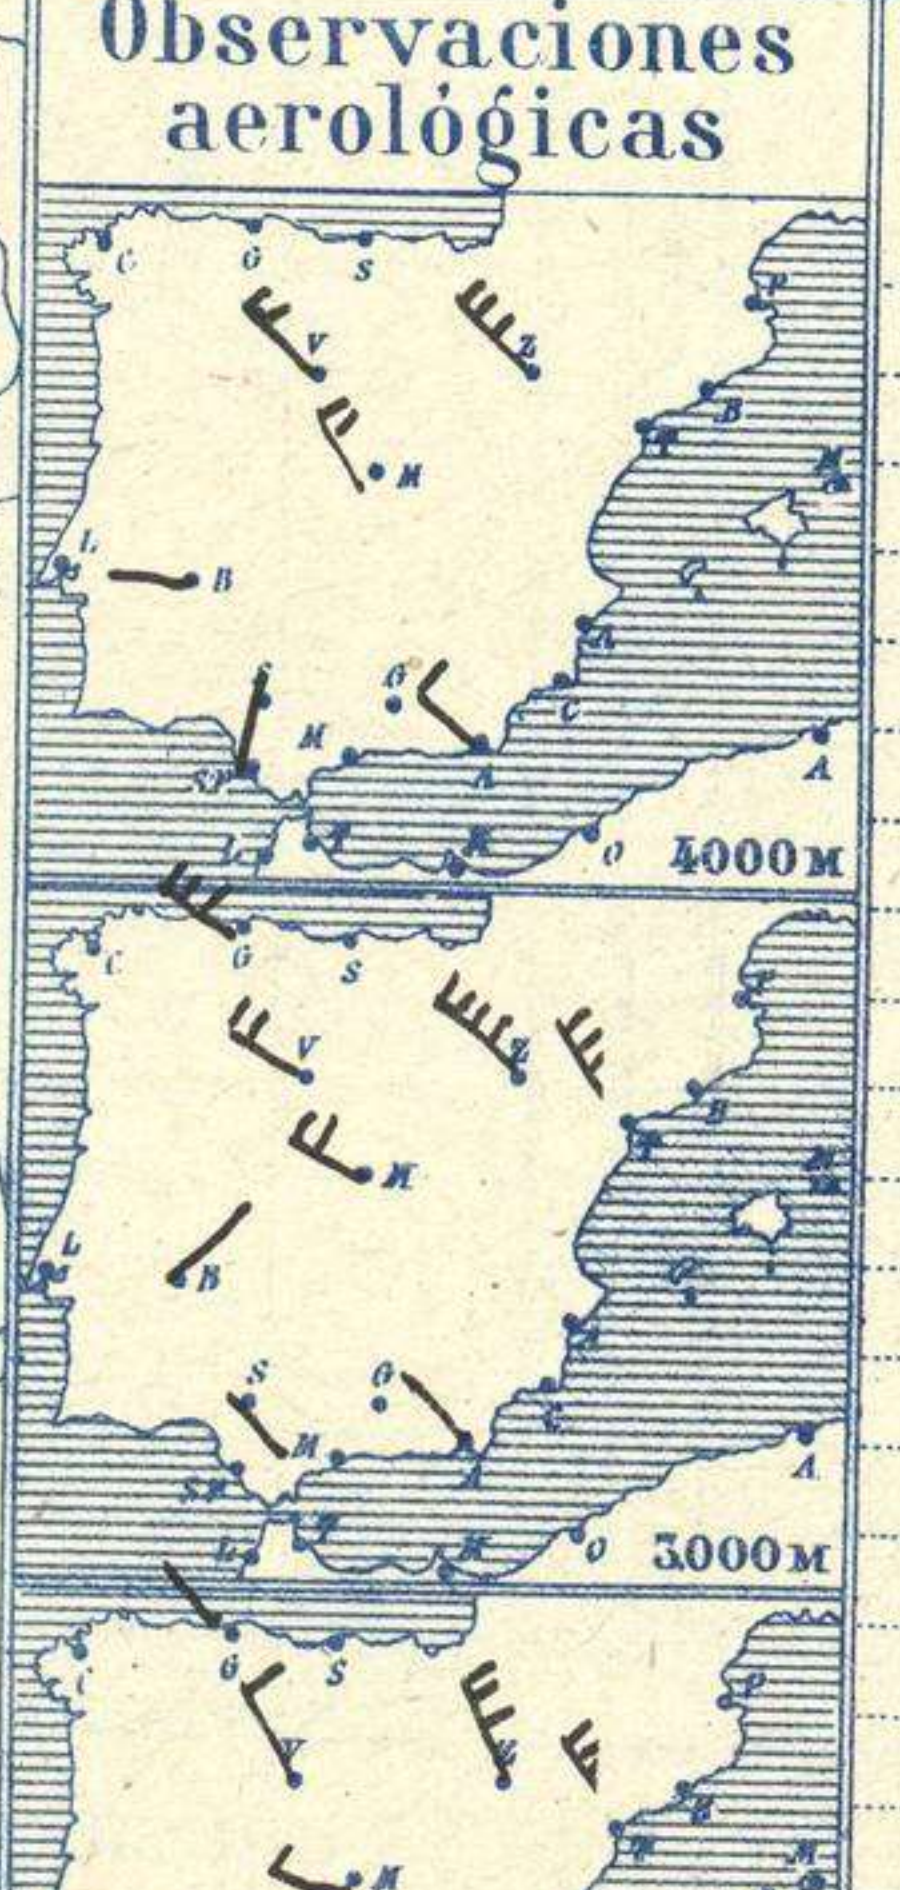 Observaciones
aerológicas
C G S
P
V Z
B
T
M M
L B
A
S G
C
M
A A
T
O
4000 M
C G S
P
V Z
B
T
M
L
B
S G
C
M
A A
T
M
O
3000 M
G S
P
V Z
M M